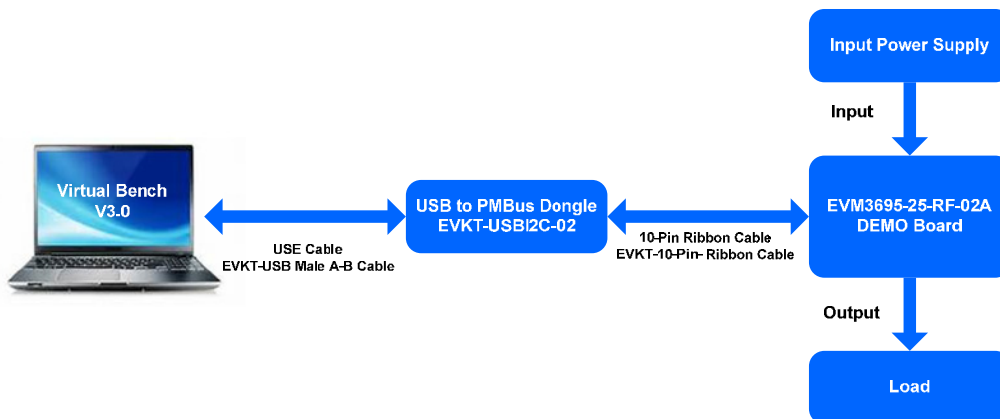 Input Power Supply
Input
Virtual Bench
V3.0
USB to PMBus Dongle
EVKT-USBI2C-02
EVM3695-25-RF-02A
DEMO Board
USE Cable
EVKT-USB Male A-B Cable
10-Pin Ribbon Cable
EVKT-10-Pin- Ribbon Cable
Output
Load